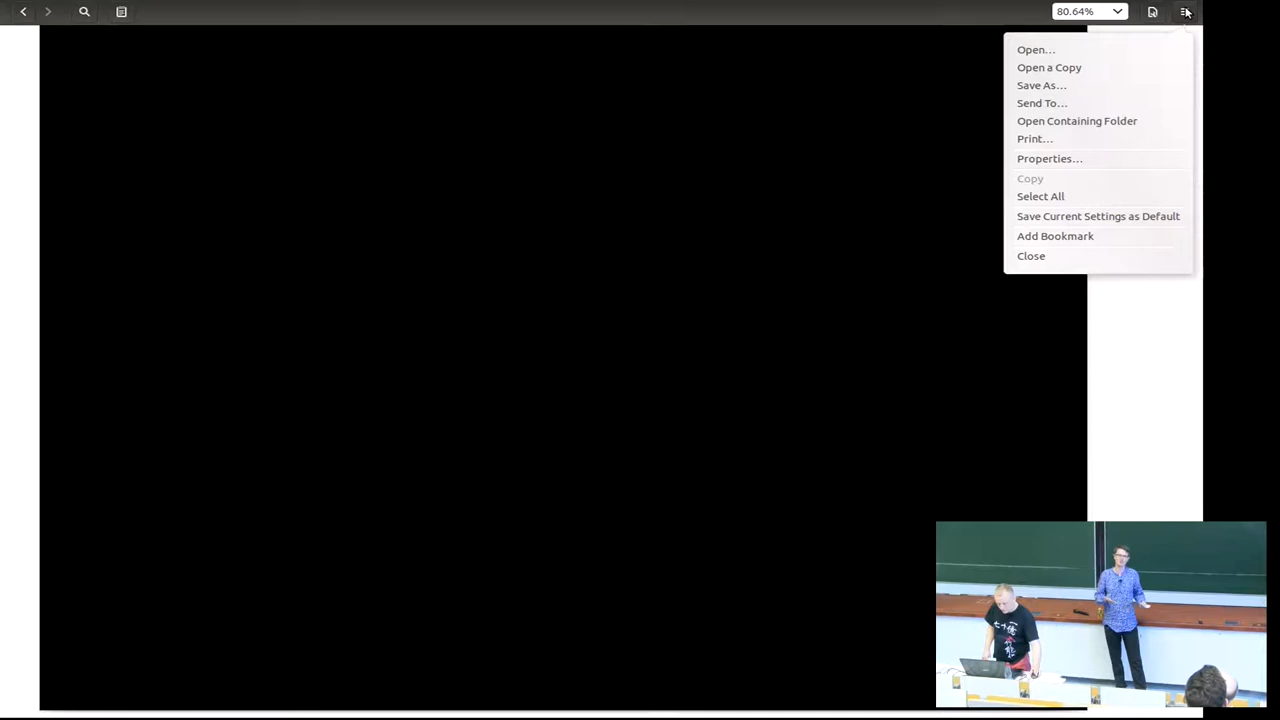 80.64%
Open…
Open a Copy
Save As…
Send To…
Open Containing Folder
Print…
Properties…
Copy
Select All
Save Current Settings as Default
Add Bookmark
Close